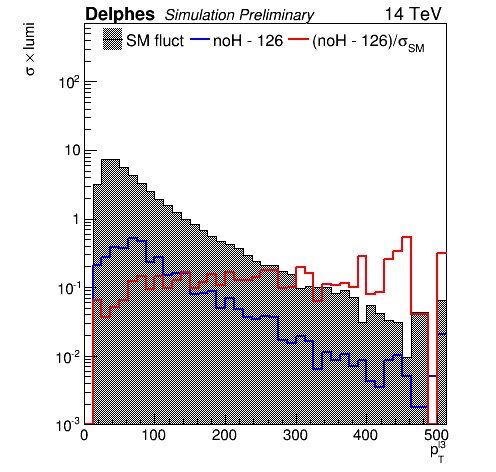 Delphes Simulation Preliminary 14 TeV
σ × lumi
SM fluct noH - 126 (noH - 126)/σ_SM
10^2
10
1
10^-1
10^-2
10^-3
0 100 200 300 400 500
p_T^l3